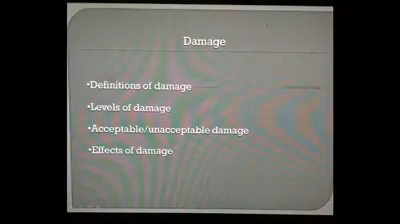 Damage
•Definitions of damage
•Levels of damage
•Acceptable/unacceptable damage
•Effects of damage